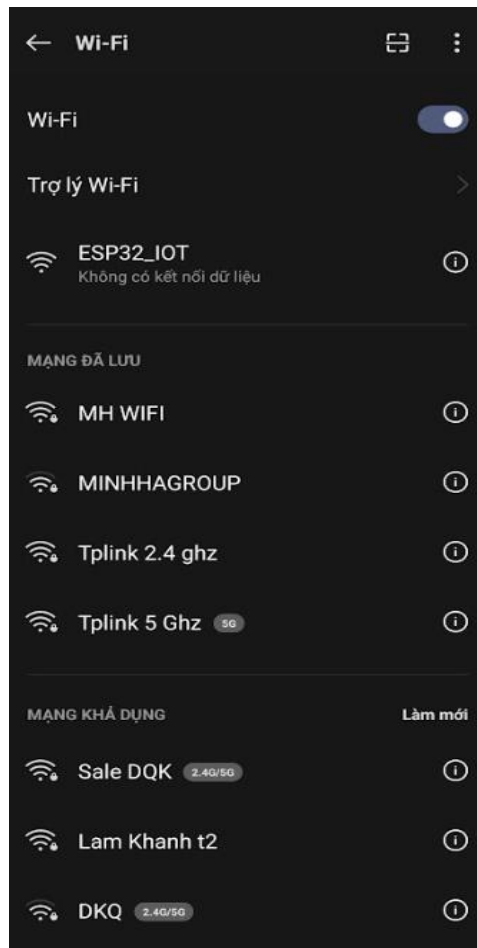 Wi-Fi
Wi-Fi
Trợ lý Wi-Fi
ESP32_IOT
Không có kết nối dữ liệu
MẠNG ĐÃ LƯU
MH WIFI
MINHHAGROUP
Tplink 2.4 ghz
Tplink 5 Ghz 5G
MẠNG KHẢ DỤNG Làm mới
Sale DQK 2.4G/5G
Lam Khanh t2
DKQ 2.4G/5G